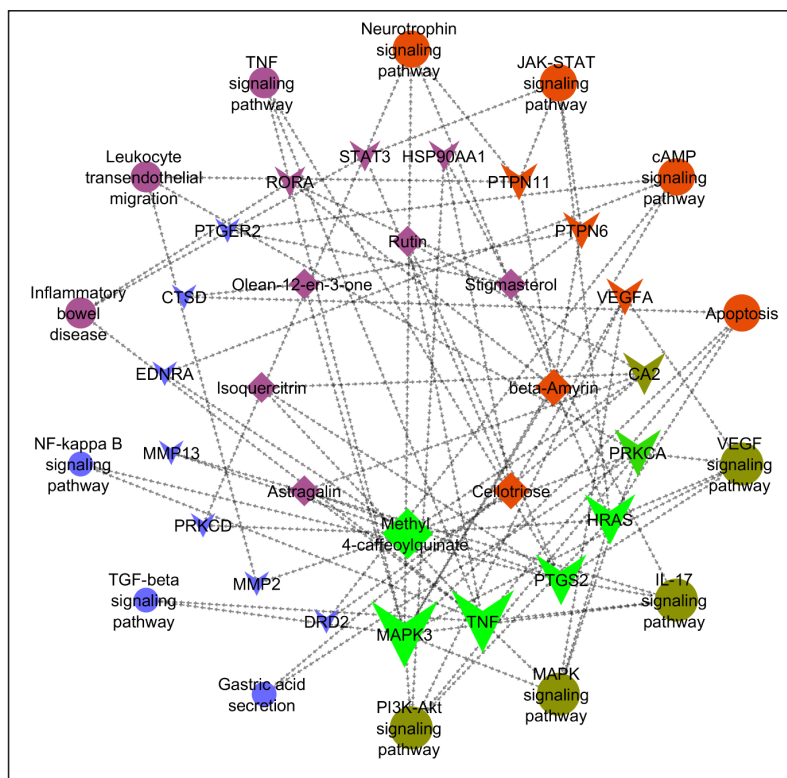 Neurotrophin
signaling
pathway
TNF
signaling
pathway
JAK-STAT
signaling
pathway
STAT3
HSP90AA1
Leukocyte
transendothelial
migration
RORA
PTPN11
cAMP
signaling
pathway
PTGER2
Rutin
PTPN6
Olean-12-en-3-one
Stigmasterol
CTSD
VEGFA
Inflammatory
bowel
disease
Apoptosis
EDNRA
Isoquercitrin
beta-Amyrin
CA2
NF-kappa B
signaling
pathway
MMP13
PRKCA
VEGF
signaling
pathway
Astragalin
Cellotriose
PRKCD
Methyl
4-caffeoylquinate
HRAS
TGF-beta
signaling
pathway
MMP2
PTGS2
IL-17
signaling
pathway
DRD2
MAPK3
TNF
Gastric acid
secretion
MAPK
signaling
pathway
PI3K-Akt
signaling
pathway